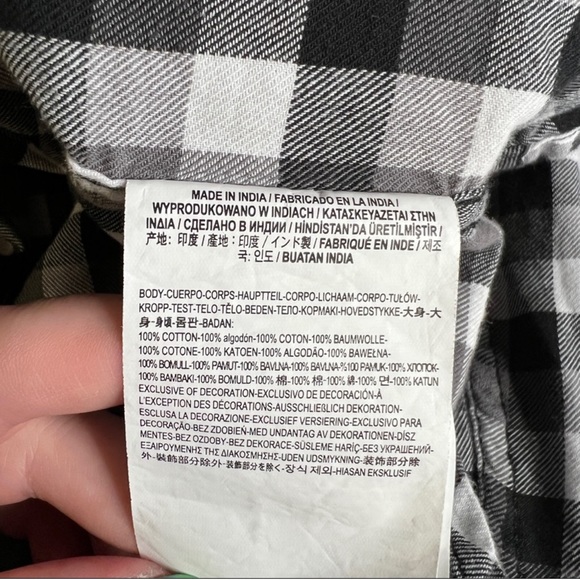 MADE IN INDIA / FABRICADO EN LA INDIA /
WYPRODUKOWANO W INDIACH / ΚΑΤΑΣΚΕΥΑΖΕΤΑΙ ΣΤΗΝ
ΙΝΔΙΑ / СДЕЛАНО В ИНДИИ / HİNDİSTAN'DA ÜRETİLMİŞTİR /
产地: 印度 / 產地: 印度 / インド製 / FABRIQUÉ EN INDE / 제조
국: 인도 / BUATAN INDIA
BODY-CUERPO-CORPS-HAUPTTEIL-CORPO-LICHAAM-CORPO-TUŁÓW-
KROPP-TEST-TELO-TĚLO-BEDEN-ТЕЛО-ΚΟΡΜΑΚΙ-HOVEDSTYKKE-大身-大
身-身頃-몸판-BADAN:
100% COTTON-100% algodón-100% COTON-100% BAUMWOLLE-
100% COTONE-100% KATOEN-100% ALGODÃO-100% BAWEŁNA-
100% BOMULL-100% PAMUT-100% BAVLNA-100% BAVLNA-%100 PAMUK-100% ХЛОПОК-
100% ΒΑΜΒΑΚΙ-100% BOMULD-100% 棉-100% 棉-100% 綿-100% 면-100% KATUN
EXCLUSIVE OF DECORATION-EXCLUSIVO DE DECORACIÓN-À
L'EXCEPTION DES DÉCORATIONS-AUSSCHLIEẞLICH DEKORATION-
ESCLUSA LA DECORAZIONE-EXCLUSIEF VERSIERING-EXCLUSIVO PARA
DECORAÇÃO-BEZ ZDOBIEŃ-MED UNDANTAG AV DEKORATIONEN-DÍSZ
MENTES-BEZ OZDOBY-BEZ DEKORACE-SÜSLEME HARİÇ-БЕЗ УКРАШЕНИЙ-
ΕΞΑΙΡΟΥΜΕΝΗΣ ΤΗΣ ΔΙΑΚΟΣΜΗΣΗΣ-UDEN UDSMYKNING-装饰部分除
外-裝飾部分除外-装飾部分を除く-장식 제외-HIASAN EKSKLUSIF